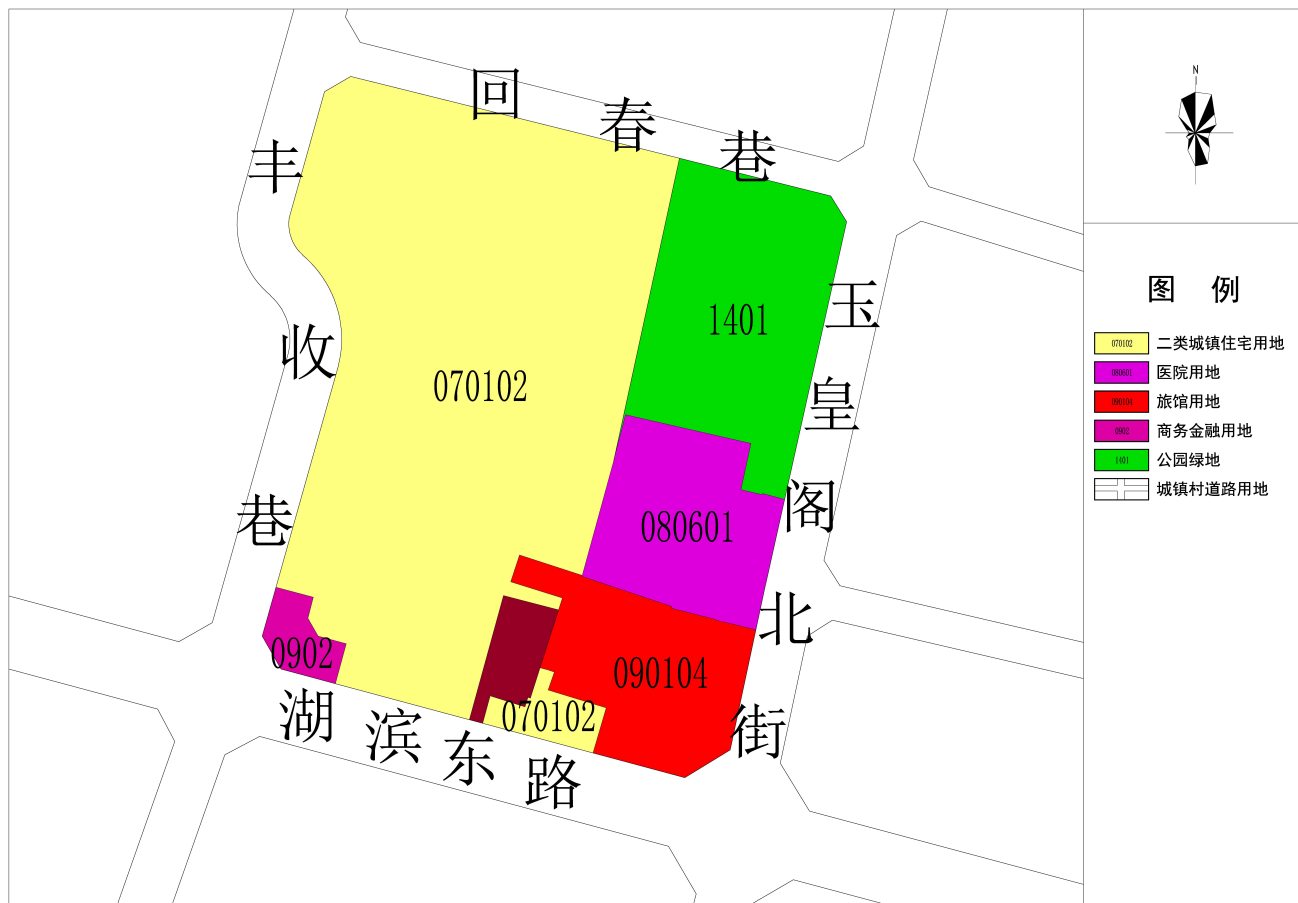 回春巷
丰收巷
玉皇阁北街
湖滨东路
1401
070102
080601
0902
090104
070102
N
图 例
070102 二类城镇住宅用地
080601 医院用地
090104 旅馆用地
0902 商务金融用地
1401 公园绿地
城镇村道路用地